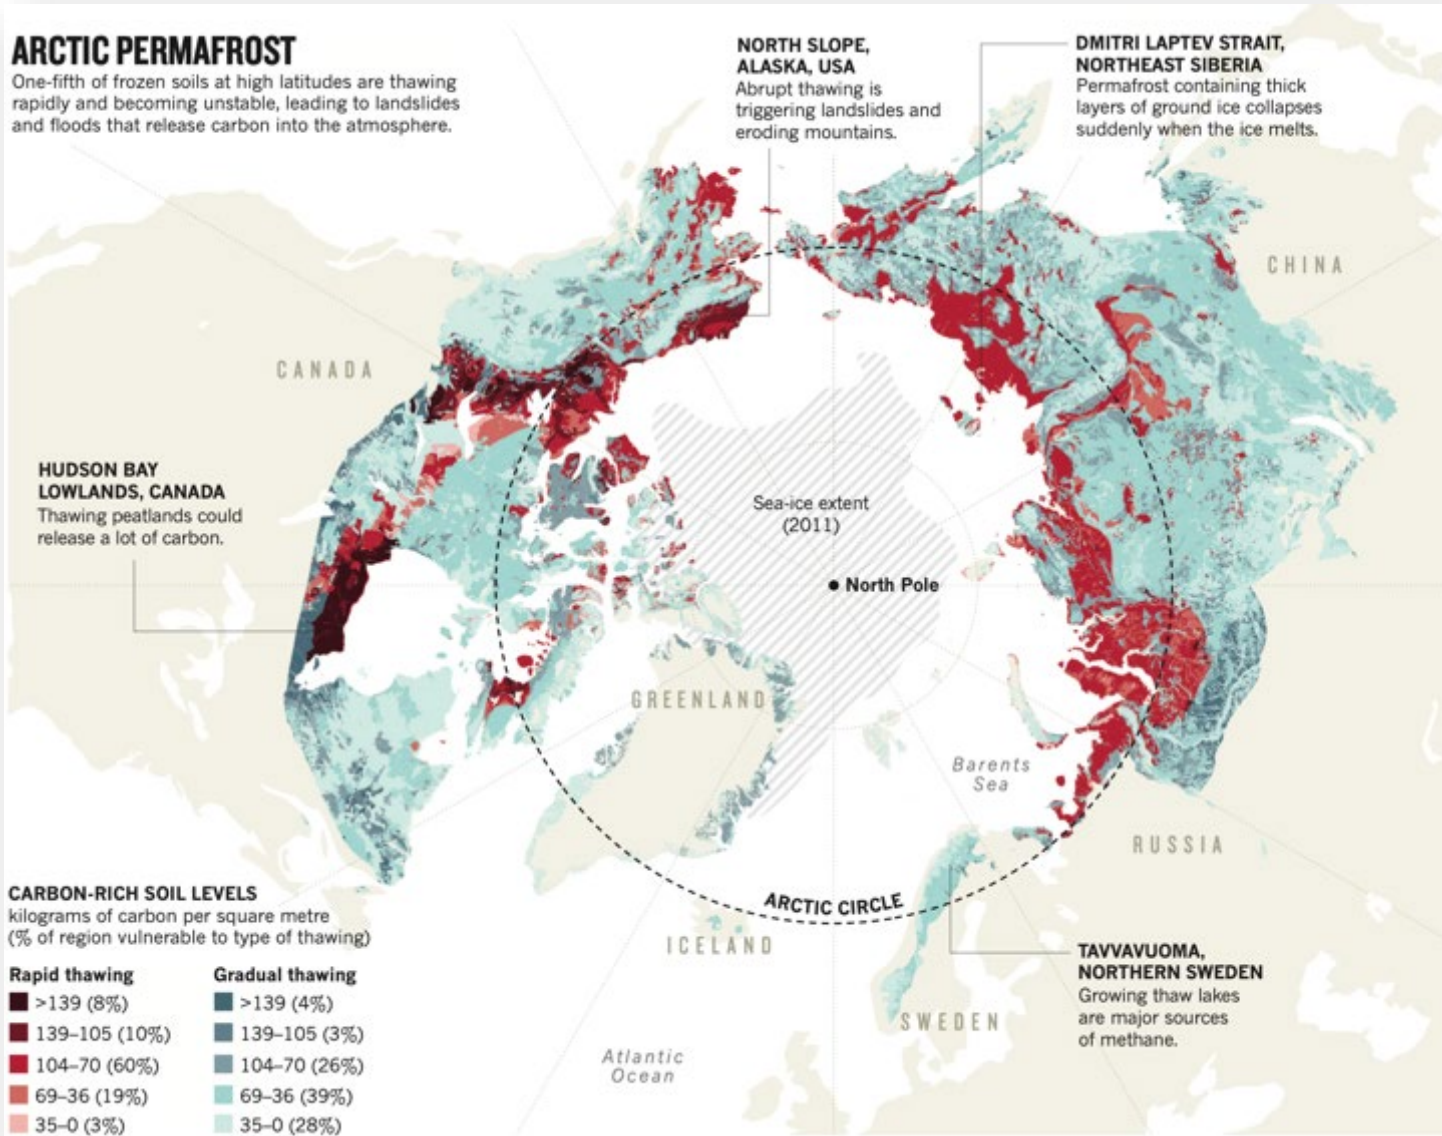 ARCTIC PERMAFROST
One-fifth of frozen soils at high latitudes are thawing
rapidly and becoming unstable, leading to landslides
and floods that release carbon into the atmosphere.
NORTH SLOPE,
ALASKA, USA
Abrupt thawing is
triggering landslides and
eroding mountains.
DMITRI LAPTEV STRAIT,
NORTHEAST SIBERIA
Permafrost containing thick
layers of ground ice collapses
suddenly when the ice melts.
CHINA
CANADA
HUDSON BAY
LOWLANDS, CANADA
Thawing peatlands could
release a lot of carbon.
Sea-ice extent
(2011)
North Pole
GREENLAND
Barents
Sea
RUSSIA
ARCTIC CIRCLE
ICELAND
SWEDEN
TAVVAVUOMA,
NORTHERN SWEDEN
Growing thaw lakes
are major sources
of methane.
Atlantic
Ocean
CARBON-RICH SOIL LEVELS
kilograms of carbon per square metre
(% of region vulnerable to type of thawing)
Rapid thawing
>139 (8%)
139–105 (10%)
104–70 (60%)
69–36 (19%)
35–0 (3%)
Gradual thawing
>139 (4%)
139–105 (3%)
104–70 (26%)
69–36 (39%)
35–0 (28%)